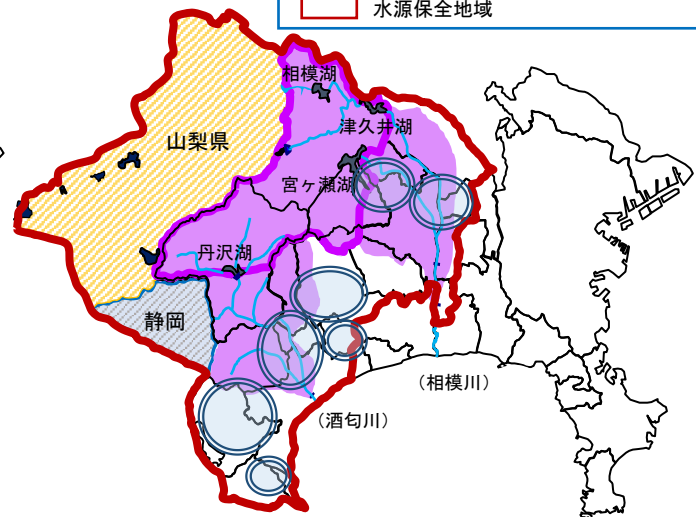 水源保全地域
相模湖
津久井湖
山梨県
宮ヶ瀬湖
丹沢湖
静岡
(相模川)
(酒匂川)